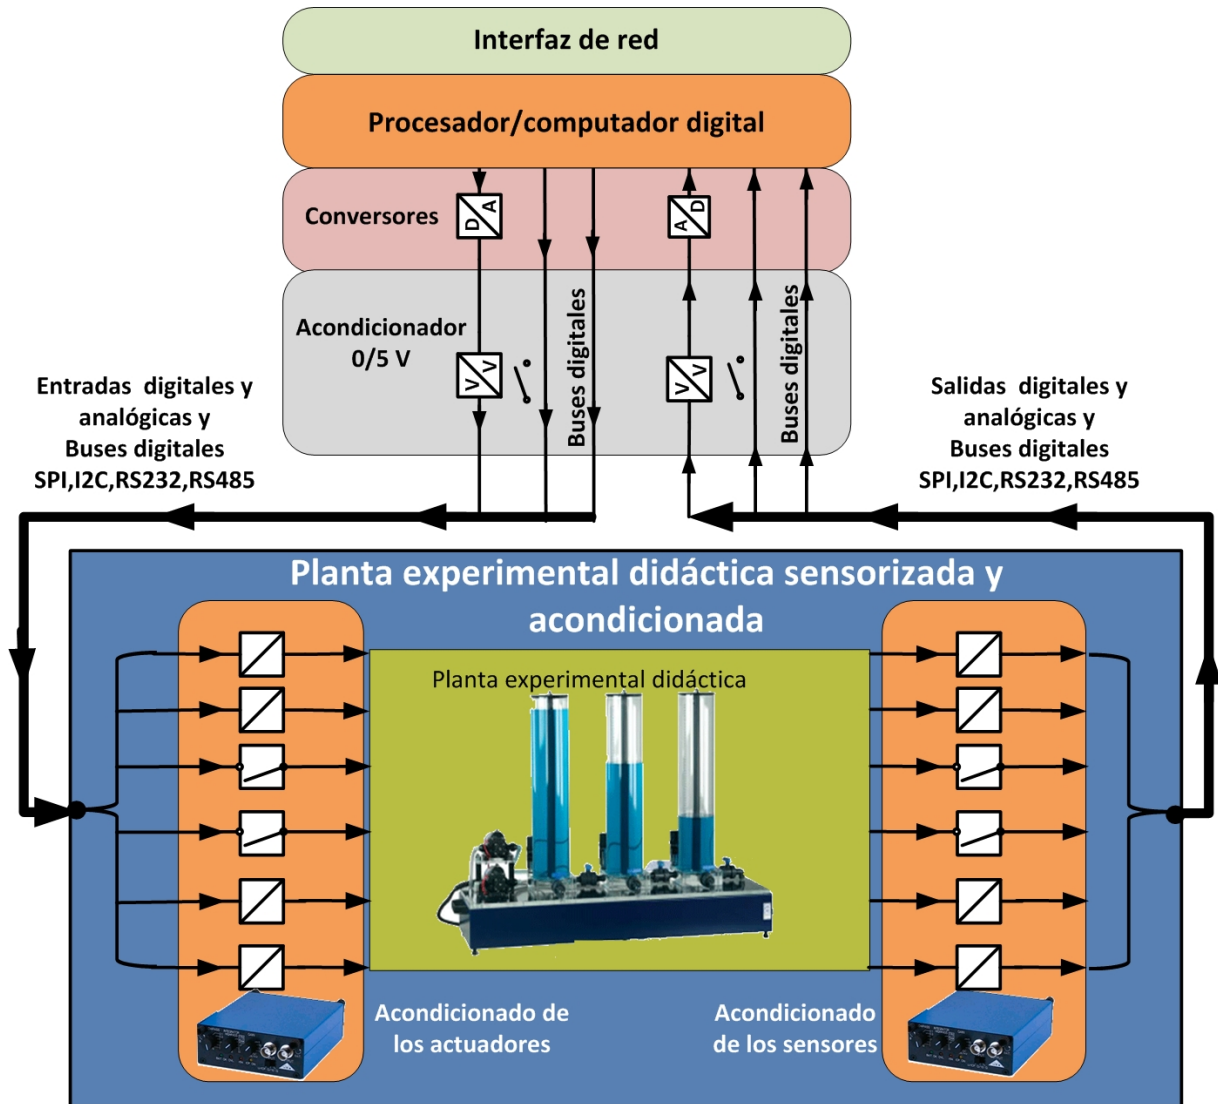 Interfaz de red
Procesador/computador digital
Conversores
D
A
A
D
Acondicionador
0/5 V
V
V
Buses digitales
V
V
Buses digitales
Entradas digitales y
analógicas y
Buses digitales
SPI,I2C,RS232,RS485
Salidas digitales y
analógicas y
Buses digitales
SPI,I2C,RS232,RS485
Planta experimental didáctica sensorizada y
acondicionada
Planta experimental didáctica
Acondicionado de
los actuadores
Acondicionado
de los sensores